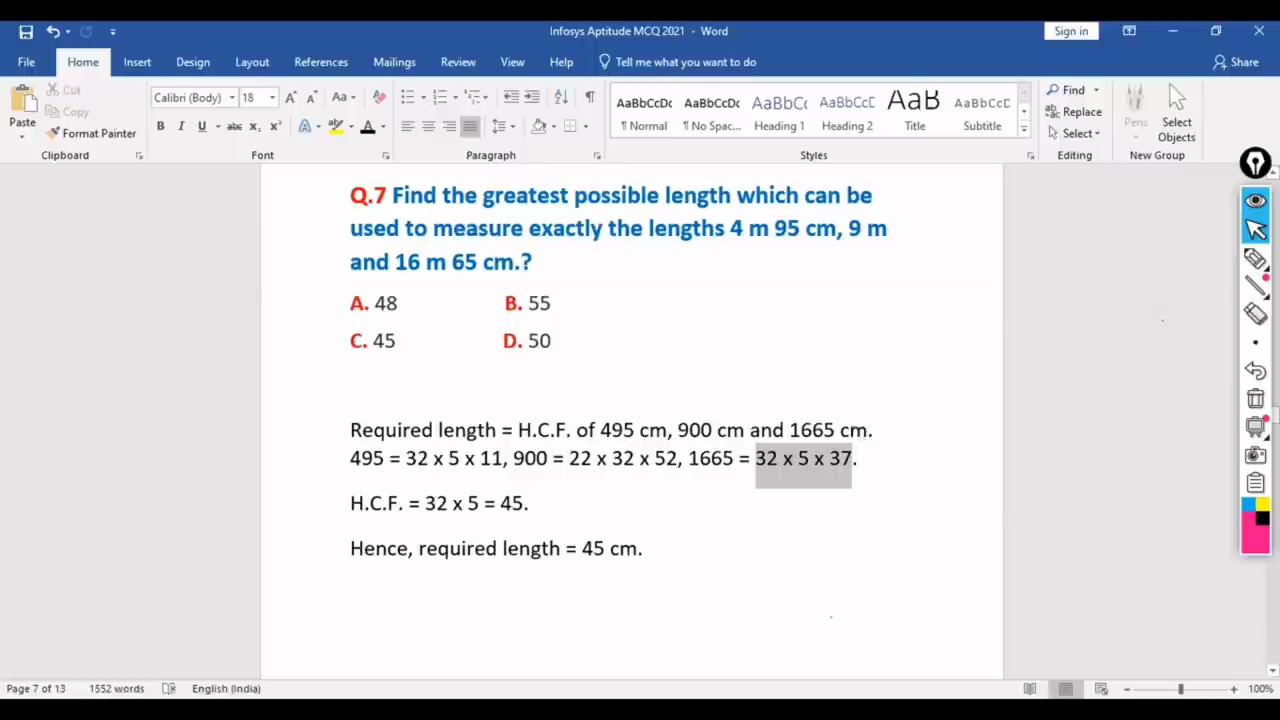 Infosys Aptitude MCQ 2021 - Word
Sign in
File Home Insert Design Layout References Mailings Review View Help Tell me what you want to do Share
Paste
Cut
Copy
Format Painter
Calibri (Body) 18
AaBbCcDc AaBbCcDc AaBbCc AaBbCcD AaB AaBbCcD
¶ Normal ¶ No Spac... Heading 1 Heading 2 Title Subtitle
Find
Replace
Select
Pens
Select Objects
Clipboard Font Paragraph Styles Editing New Group
Q.7 Find the greatest possible length which can be
used to measure exactly the lengths 4 m 95 cm, 9 m
and 16 m 65 cm.?
A. 48 B. 55
C. 45 D. 50
Required length = H.C.F. of 495 cm, 900 cm and 1665 cm.
495 = 32 x 5 x 11, 900 = 22 x 32 x 52, 1665 = 32 x 5 x 37.
H.C.F. = 32 x 5 = 45.
Hence, required length = 45 cm.
Page 7 of 13 1552 words English (India) 100%